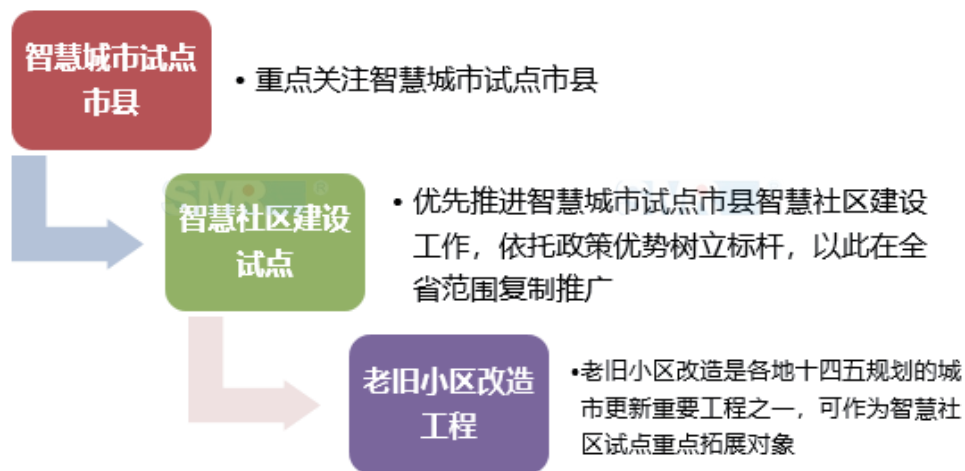 智慧城市试点
市县
• 重点关注智慧城市试点市县
智慧社区建设
试点
• 优先推进智慧城市试点市县智慧社区建设
工作，依托政策优势树立标杆，以此在全
省范围复制推广
老旧小区改造
工程
•老旧小区改造是各地十四五规划的城
市更新重要工程之一，可作为智慧社
区试点重点拓展对象